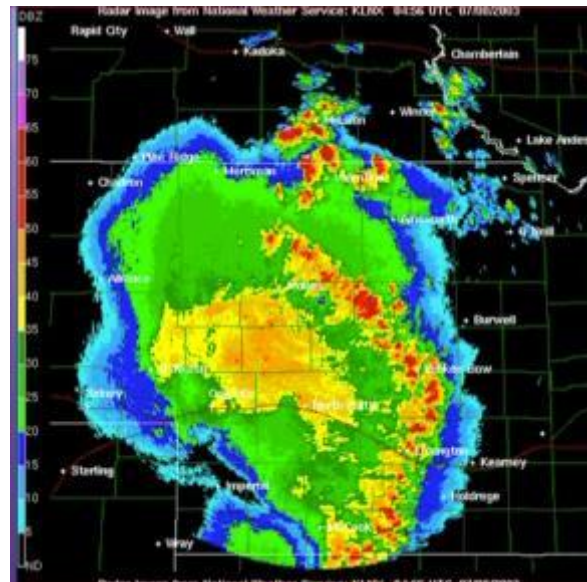 Radar Image from National Weather Service: KLNX 04:56 UTC 07/08/2003
DBZ
Rapid City
Wall
Kadoka
Chamberlain
75
70
65
Winner
Lake Andes
60
Pine Ridge
Merriman
Spencer
Chadron
55
Ainsworth
O'Neill
50
45
Alliance
40
Burwell
35
30
Broken Bow
25
Sidney
Ogallala
North Platte
20
Lexington
15
Sterling
Kearney
10
Imperial
Holdrege
5
McCook
Wray
ND